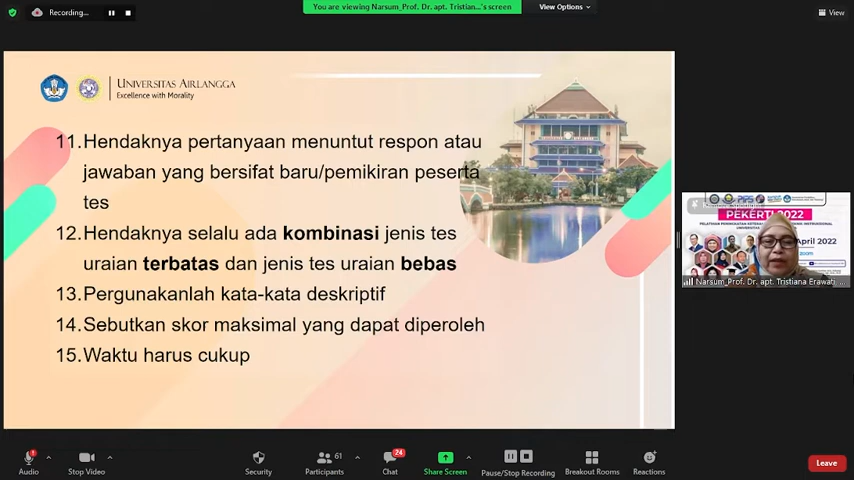 Recording...
You are viewing Narsum_Prof. Dr. apt. Tristian...'s screen
View Options
View
UNIVERSITAS AIRLANGGA
Excellence with Morality
11. Hendaknya pertanyaan menuntut respon atau
jawaban yang bersifat baru/pemikiran peserta
tes
12. Hendaknya selalu ada kombinasi jenis tes
uraian terbatas dan jenis tes uraian bebas
13. Pergunakanlah kata-kata deskriptif
14. Sebutkan skor maksimal yang dapat diperoleh
15. Waktu harus cukup
PEKERTI 2022
April 2022
zoom
Narsum_Prof. Dr. apt. Tristiana Erawati ...
1
Audio
Stop Video
Security
61
Participants
24
Chat
Share Screen
Pause/Stop Recording
Breakout Rooms
Reactions
Leave